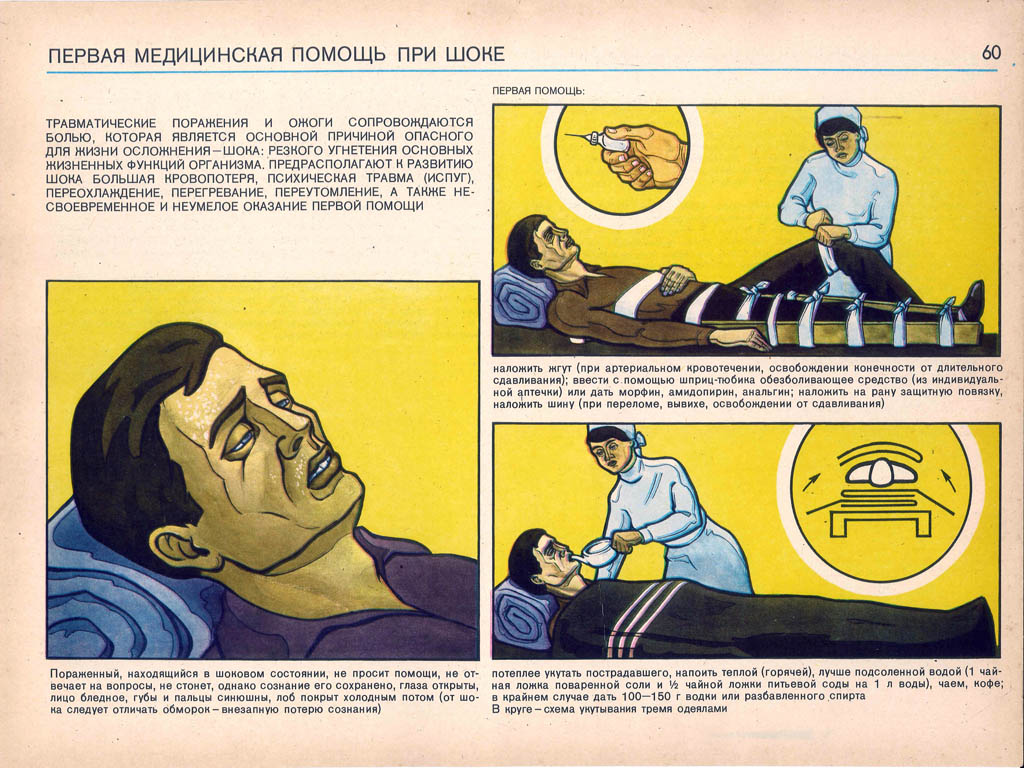 ПЕРВАЯ МЕДИЦИНСКАЯ ПОМОЩЬ ПРИ ШОКЕ
60
ТРАВМАТИЧЕСКИЕ ПОРАЖЕНИЯ И ОЖОГИ СОПРОВОЖДАЮТСЯ
БОЛЬЮ, КОТОРАЯ ЯВЛЯЕТСЯ ОСНОВНОЙ ПРИЧИНОЙ ОПАСНОГО
ДЛЯ ЖИЗНИ ОСЛОЖНЕНИЯ—ШОКА: РЕЗКОГО УГНЕТЕНИЯ ОСНОВНЫХ
ЖИЗНЕННЫХ ФУНКЦИЙ ОРГАНИЗМА. ПРЕДРАСПОЛАГАЮТ К РАЗВИТИЮ
ШОКА БОЛЬШАЯ КРОВОПОТЕРЯ, ПСИХИЧЕСКАЯ ТРАВМА (ИСПУГ),
ПЕРЕОХЛАЖДЕНИЕ, ПЕРЕГРЕВАНИЕ, ПЕРЕУТОМЛЕНИЕ, А ТАКЖЕ НЕ-
СВОЕВРЕМЕННОЕ И НЕУМЕЛОЕ ОКАЗАНИЕ ПЕРВОЙ ПОМОЩИ
Пораженный, находящийся в шоковом состоянии, не просит помощи, не от-
вечает на вопросы, не стонет, однако сознание его сохранено, глаза открыты,
лицо бледное, губы и пальцы синюшны, лоб покрыт холодным потом (от шо-
ка следует отличать обморок—внезапную потерю сознания)
ПЕРВАЯ ПОМОЩЬ:
наложить жгут (при артериальном кровотечении, освобождении конечности от длительного
сдавливания); ввести с помощью шприц-тюбика обезболивающее средство (из индивидуаль-
ной аптечки) или дать морфин, амидопирин, анальгин; наложить на рану защитную повязку,
наложить шину (при переломе, вывихе, освобождении от сдавливания)
потеплее укутать пострадавшего, напоить теплой (горячей), лучше подсоленной водой (1 чай-
ная ложка поваренной соли и ½ чайной ложки питьевой соды на 1 л воды), чаем, кофе;
в крайнем случае дать 100—150 г водки или разбавленного спирта
В круге—схема укутывания тремя одеялами